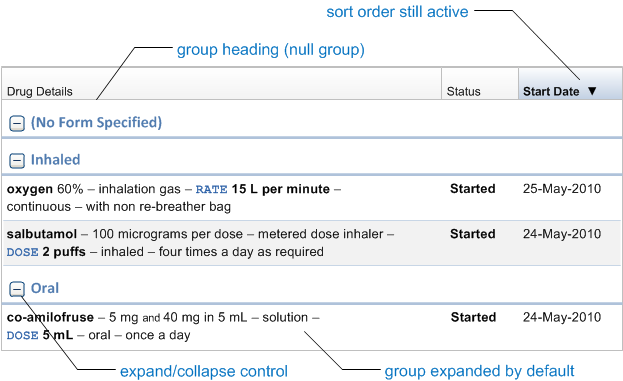 sort order still active
group heading (null group)
Drug Details Status Start Date ▼
(No Form Specified)
Inhaled
oxygen 60% – inhalation gas – RATE 15 L per minute – Started 25-May-2010
continuous – with non re-breather bag
salbutamol – 100 micrograms per dose – metered dose inhaler – Started 24-May-2010
DOSE 2 puffs – inhaled – four times a day as required
Oral
co-amilofruse – 5 mg and 40 mg in 5 mL – solution – Started 24-May-2010
DOSE 5 mL – oral – once a day
expand/collapse control
group expanded by default